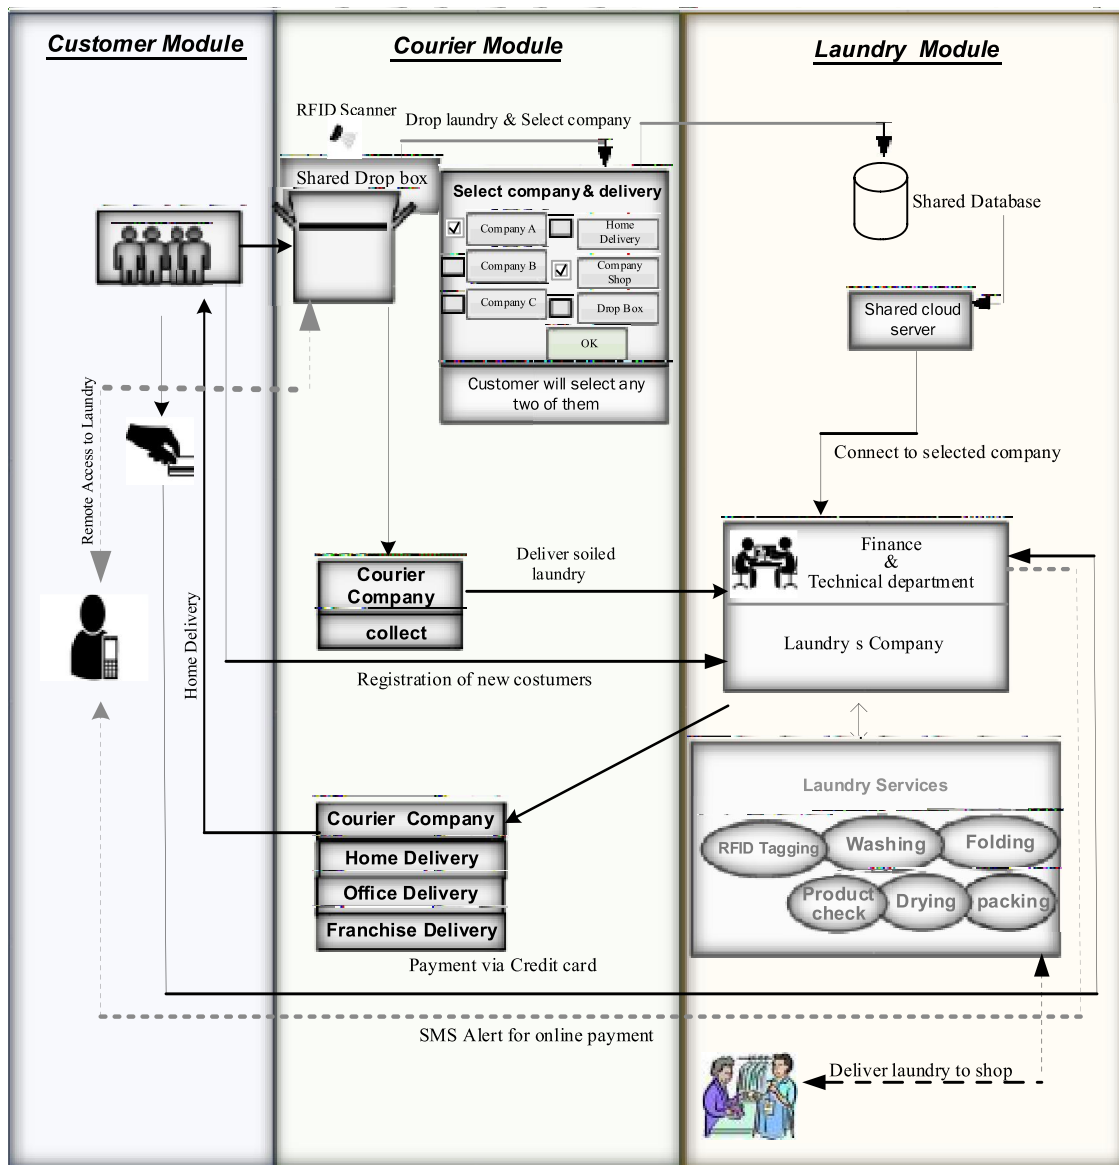 Customer Module
Courier Module
Laundry Module
RFID Scanner
Drop laundry & Select company
Shared Drop box
Select company & delivery
Company A
Home
Delivery
Company B
Company
Shop
Company C
Drop Box
OK
Customer will select any
two of them
Shared Database
Shared cloud
server
Connect to selected company
Remote Access to Laundry
Home Delivery
Courier
Company
collect
Deliver soiled
laundry
Finance
&
Technical department
Laundry s Company
Registration of new costumers
Courier Company
Home Delivery
Office Delivery
Franchise Delivery
Laundry Services
RFID Tagging
Washing
Folding
Product
check
Drying
packing
Payment via Credit card
SMS Alert for online payment
Deliver laundry to shop